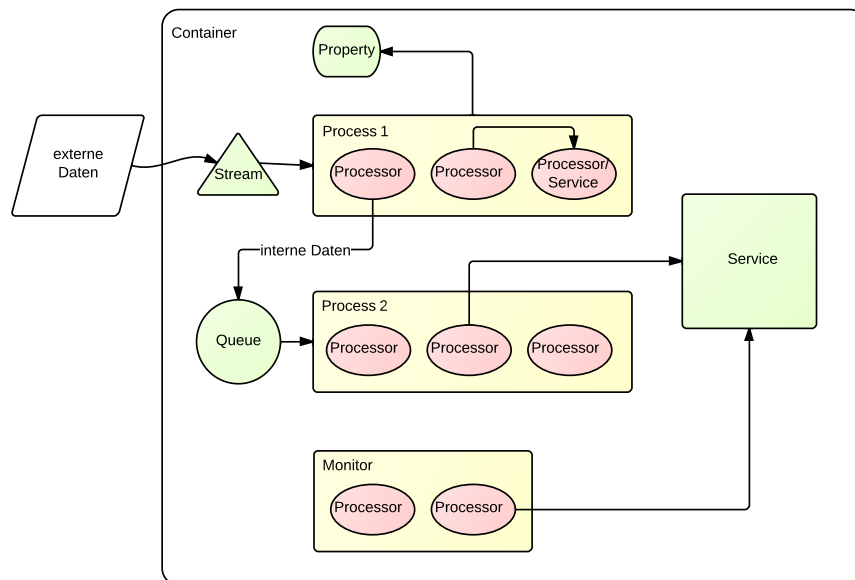 Container
Property
externe
Daten
Stream
Process 1
Processor
Processor
Processor/
Service
interne Daten
Service
Queue
Process 2
Processor
Processor
Processor
Monitor
Processor
Processor